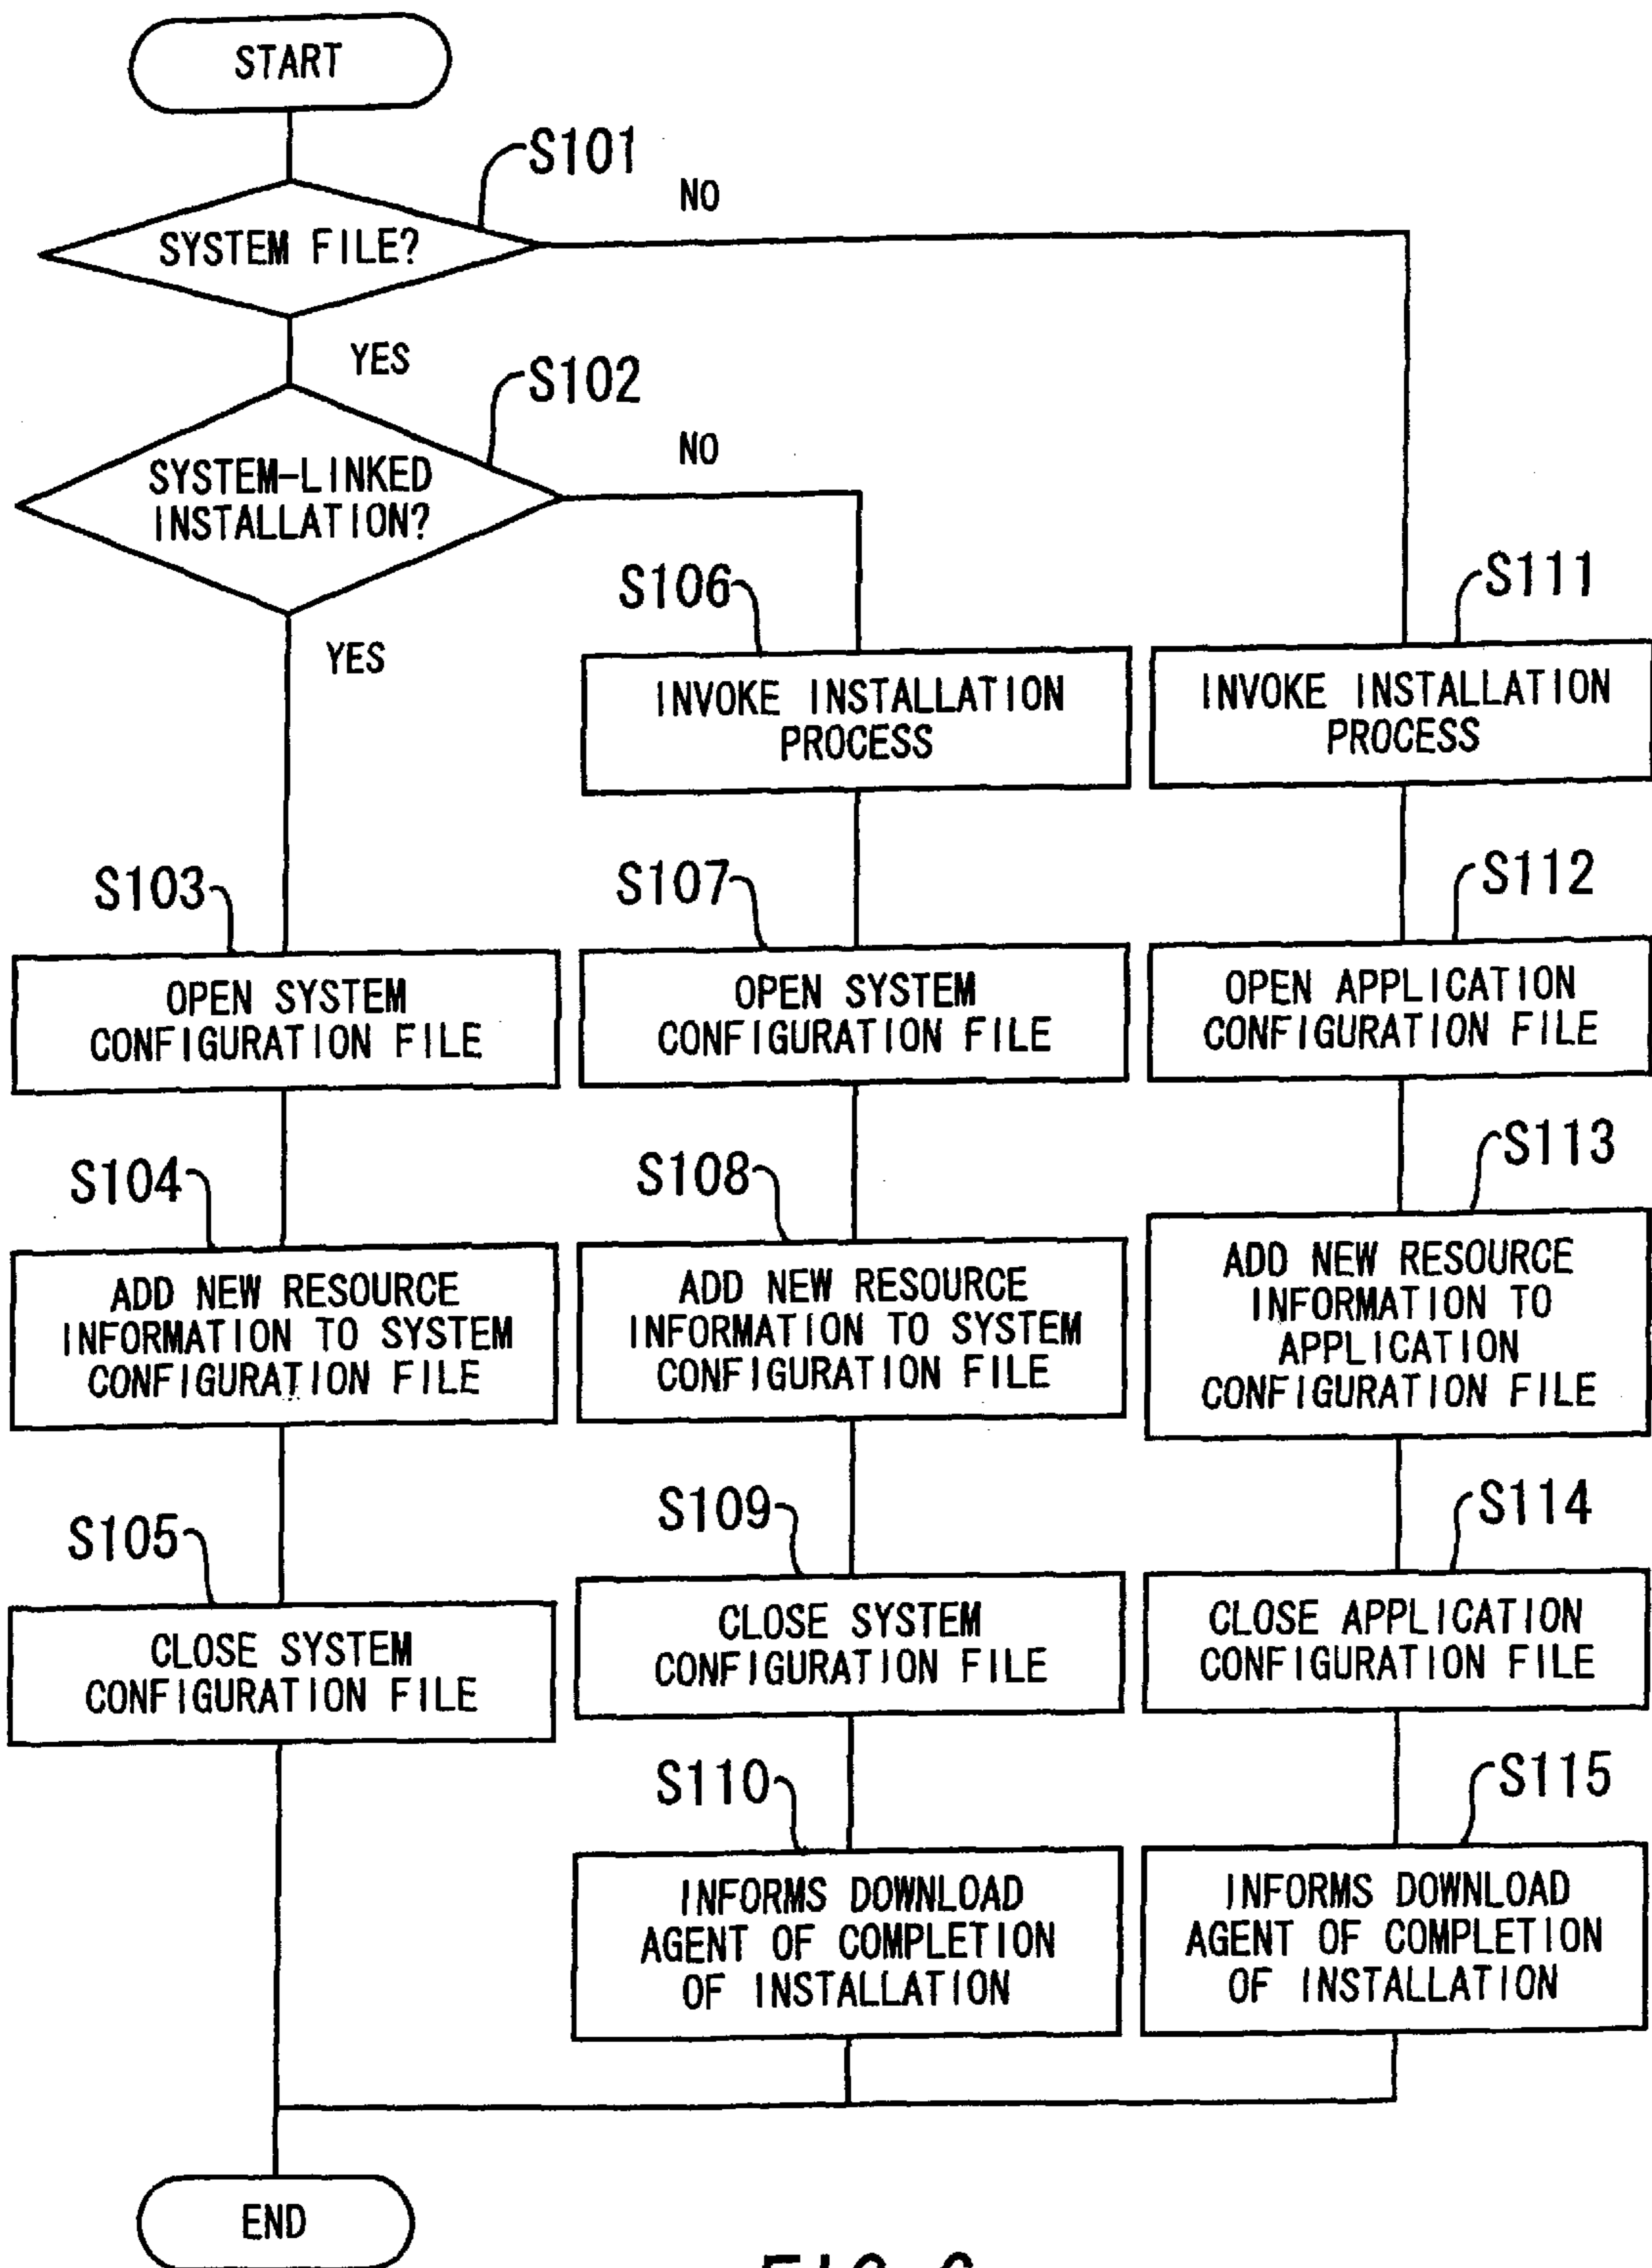 START
S101
NO
SYSTEM FILE?
YES
S102
NO
SYSTEM-LINKED
INSTALLATION?
YES
S106
INVOKE INSTALLATION
PROCESS
S111
INVOKE INSTALLATION
PROCESS
S103
OPEN SYSTEM
CONFIGURATION FILE
S107
OPEN SYSTEM
CONFIGURATION FILE
S112
OPEN APPLICATION
CONFIGURATION FILE
S104
ADD NEW RESOURCE
INFORMATION TO SYSTEM
CONFIGURATION FILE
S108
ADD NEW RESOURCE
INFORMATION TO SYSTEM
CONFIGURATION FILE
S113
ADD NEW RESOURCE
INFORMATION TO
APPLICATION
CONFIGURATION FILE
S105
CLOSE SYSTEM
CONFIGURATION FILE
S109
CLOSE SYSTEM
CONFIGURATION FILE
S114
CLOSE APPLICATION
CONFIGURATION FILE
S110
INFORMS DOWNLOAD
AGENT OF COMPLETION
OF INSTALLATION
S115
INFORMS DOWNLOAD
AGENT OF COMPLETION
OF INSTALLATION
END